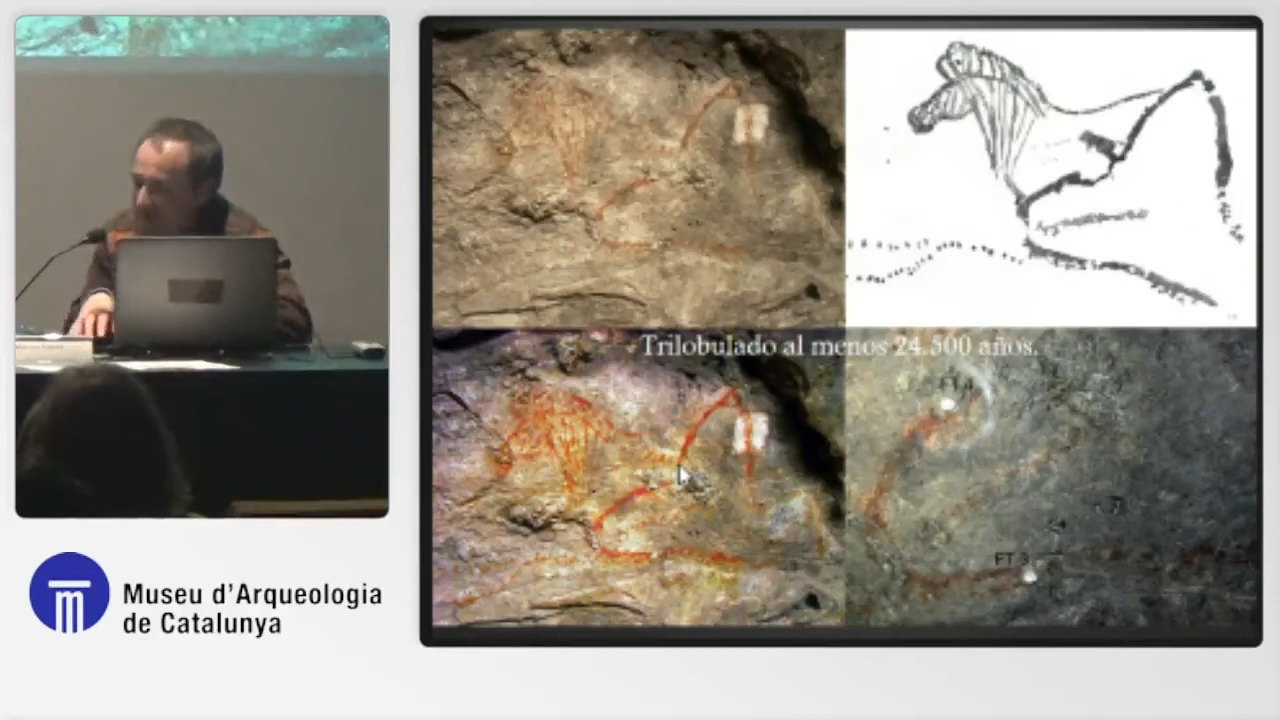 Trilobulado al menos 24.500 años.
FT 4
FT 3
Museu d'Arqueologia
de Catalunya